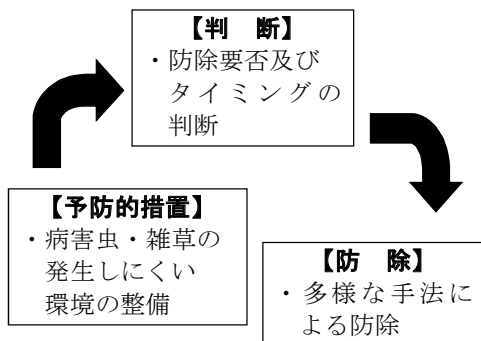 【判　断】
・防除要否及び
タイミングの
判断
【予防的措置】
・病害虫・雑草の
発生しにくい
環境の整備
【防　除】
・多様な手法に
よる防除